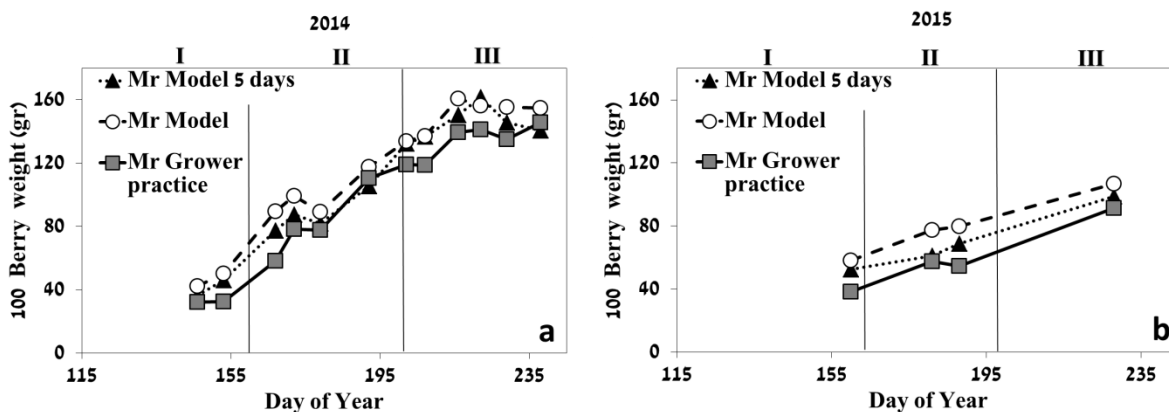 2014
I II III
Mr Model 5 days
Mr Model
Mr Grower
practice
100 Berry weight (gr)
160
120
80
40
0
115 155 195 235
Day of Year
a
2015
I II III
Mr Model 5 days
Mr Model
Mr Grower
practice
100 Berry weight (gr)
160
120
80
40
0
115 155 195 235
Day of Year
b